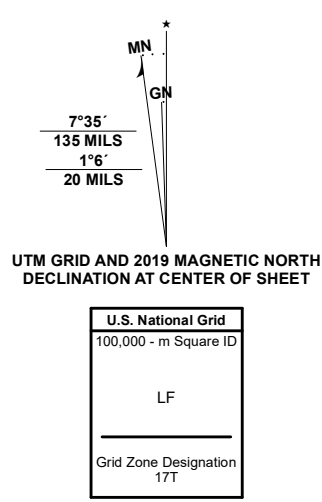 MN
GN
7°35´
135 MILS
1°6´
20 MILS
UTM GRID AND 2019 MAGNETIC NORTH
DECLINATION AT CENTER OF SHEET
U.S. National Grid
100,000 - m Square ID
LF
Grid Zone Designation
17T